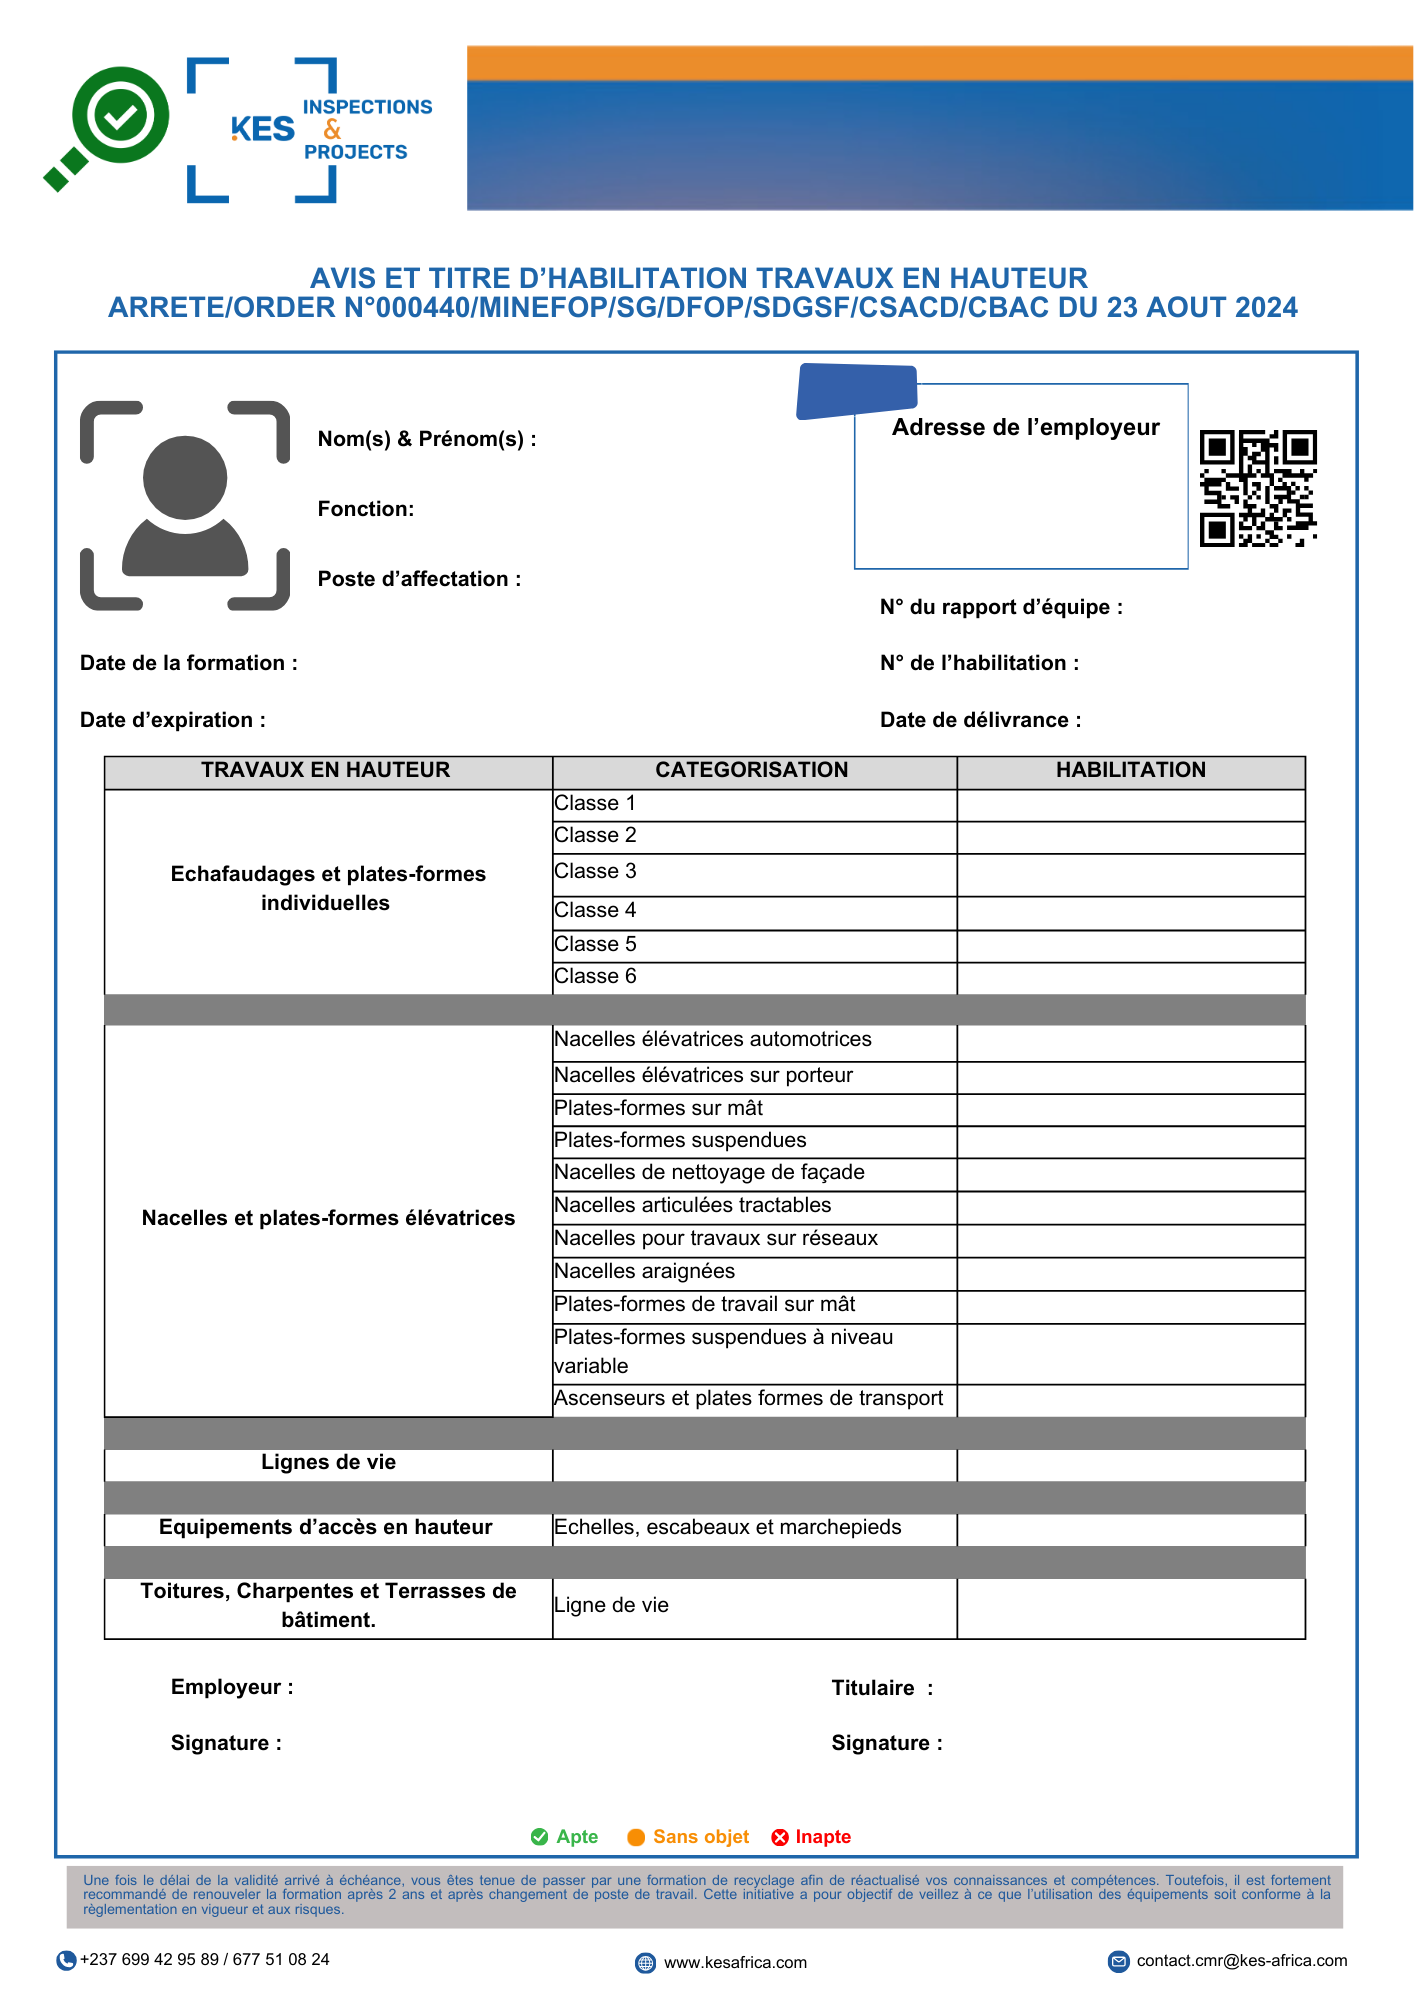 KES INSPECTIONS
&
PROJECTS
AVIS ET TITRE D’HABILITATION TRAVAUX EN HAUTEUR
ARRETE/ORDER N°000440/MINEFOP/SG/DFOP/SDGSF/CSACD/CBAC DU 23 AOUT 2024
Adresse de l’employeur
Nom(s) & Prénom(s) :
Fonction:
Poste d’affectation :
N° du rapport d’équipe :
Date de la formation :
N° de l’habilitation :
Date d’expiration :
Date de délivrance :
TRAVAUX EN HAUTEUR CATEGORISATION HABILITATION
Echafaudages et plates-formes
individuelles
Classe 1
Classe 2
Classe 3
Classe 4
Classe 5
Classe 6
Nacelles et plates-formes élévatrices
Nacelles élévatrices automotrices
Nacelles élévatrices sur porteur
Plates-formes sur mât
Plates-formes suspendues
Nacelles de nettoyage de façade
Nacelles articulées tractables
Nacelles pour travaux sur réseaux
Nacelles araignées
Plates-formes de travail sur mât
Plates-formes suspendues à niveau
variable
Ascenseurs et plates formes de transport
Lignes de vie
Equipements d’accès en hauteur Echelles, escabeaux et marchepieds
Toitures, Charpentes et Terrasses de
bâtiment.
Ligne de vie
Employeur :
Titulaire :
Signature :
Signature :
Apte Sans objet Inapte
Une fois le délai de la validité arrivé à échéance, vous êtes tenue de passer par une formation de recyclage afin de réactualisé vos connaissances et compétences. Toutefois, il est fortement
recommandé de renouveler la formation après 2 ans et après changement de poste de travail. Cette initiative a pour objectif de veillez à ce que l’utilisation des équipements soit conforme à la
règlementation en vigueur et aux risques.
+237 699 42 95 89 / 677 51 08 24
www.kesafrica.com
contact.cmr@kes-africa.com